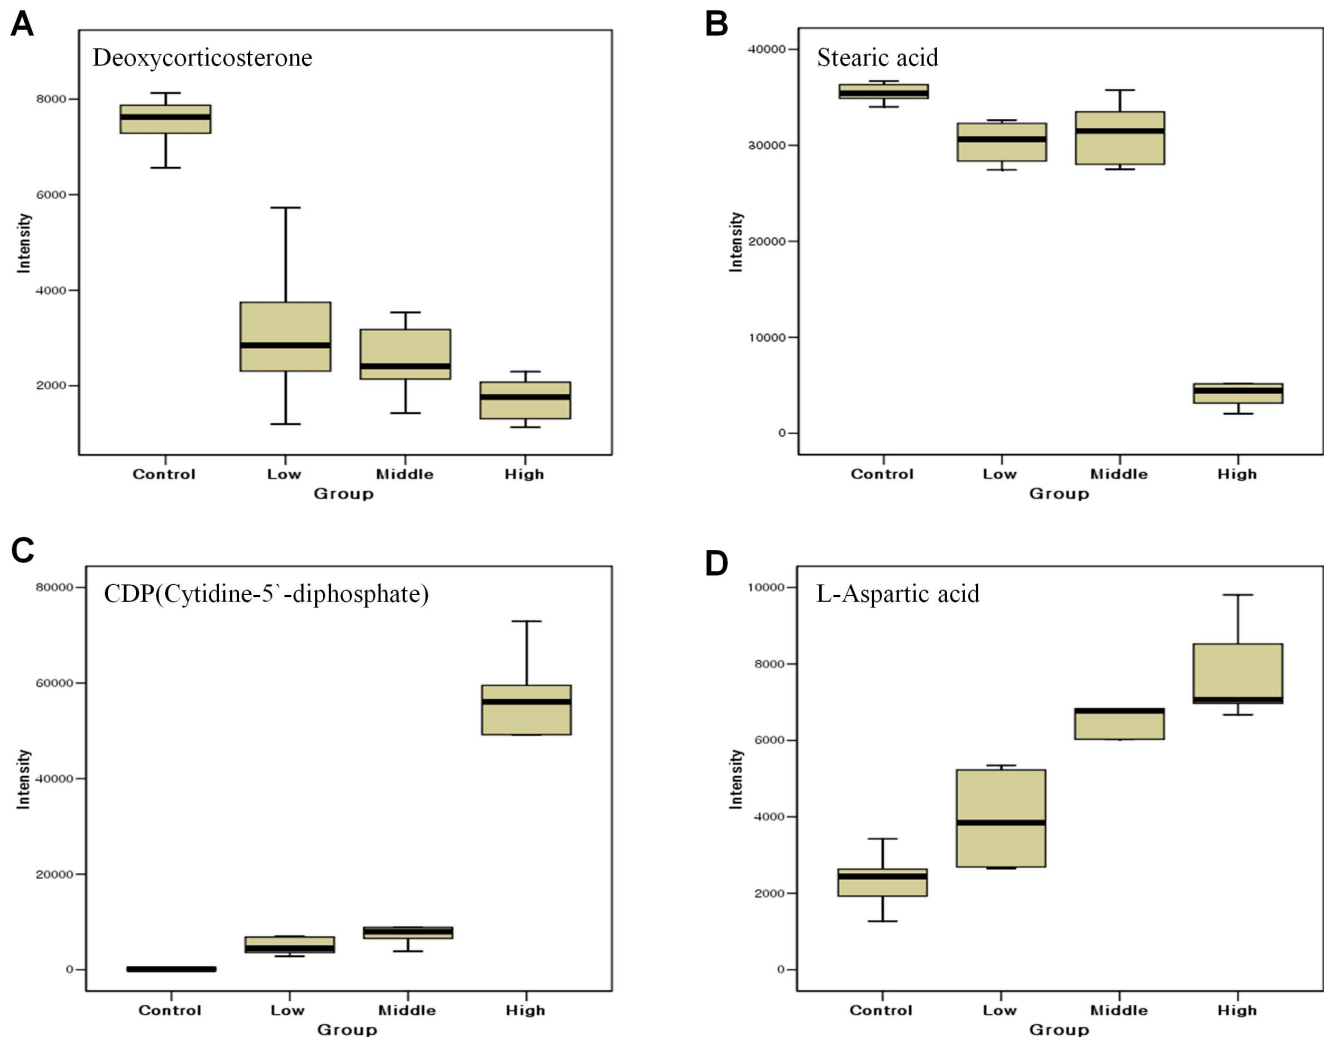 A
Deoxycorticosterone
8000
6000
4000
2000
Intensity
Control Low Middle High
Group
B
Stearic acid
40000
30000
20000
10000
0
Intensity
Control Low Middle High
Group
C
CDP(Cytidine-5`-diphosphate)
80000
60000
40000
20000
0
Intensity
Control Low Middle High
Group
D
L-Aspartic acid
10000
8000
6000
4000
2000
0
Intensity
Control Low Middle High
Group